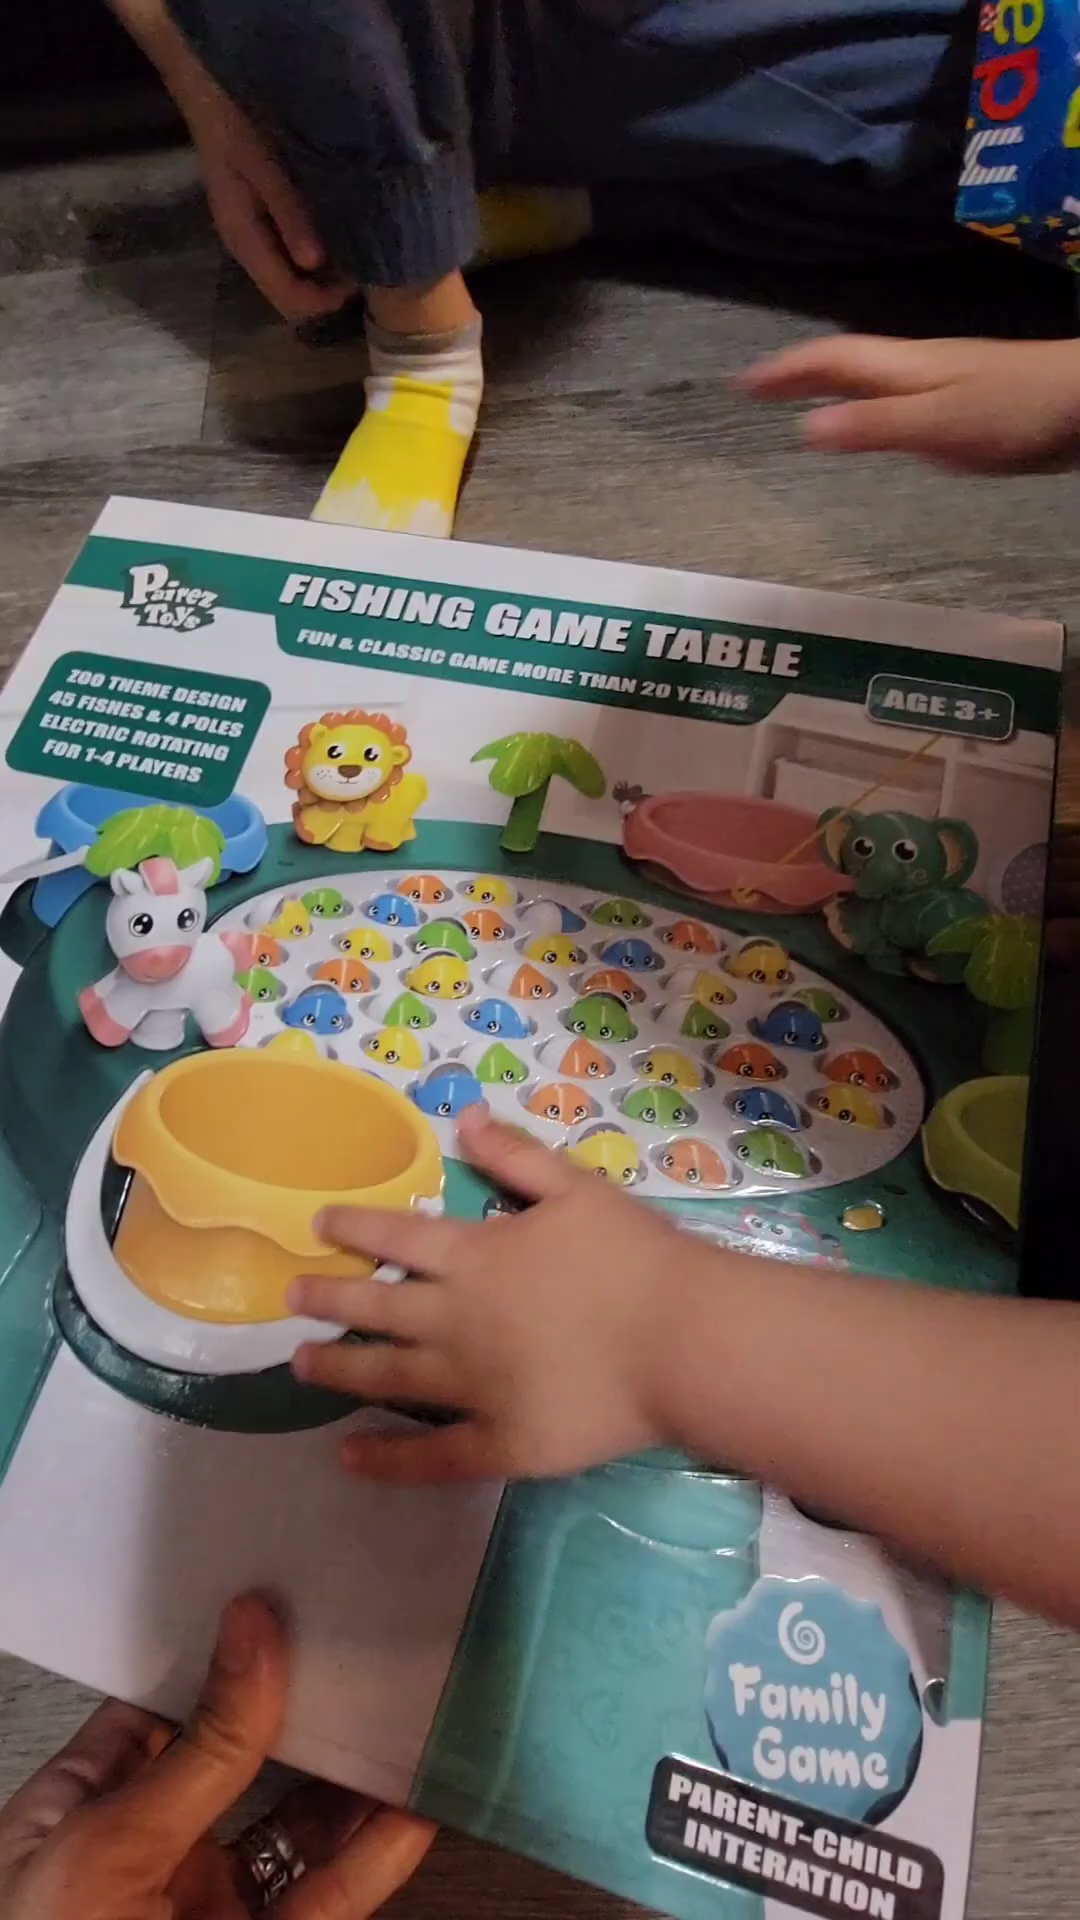 Pairez
Toys
FISHING GAME TABLE
FUN & CLASSIC GAME MORE THAN 20 YEARS
AGE 3+
ZOO THEME DESIGN
45 FISHES & 4 POLES
ELECTRIC ROTATING
FOR 1-4 PLAYERS
Family
Game
PARENT-CHILD
INTERATION